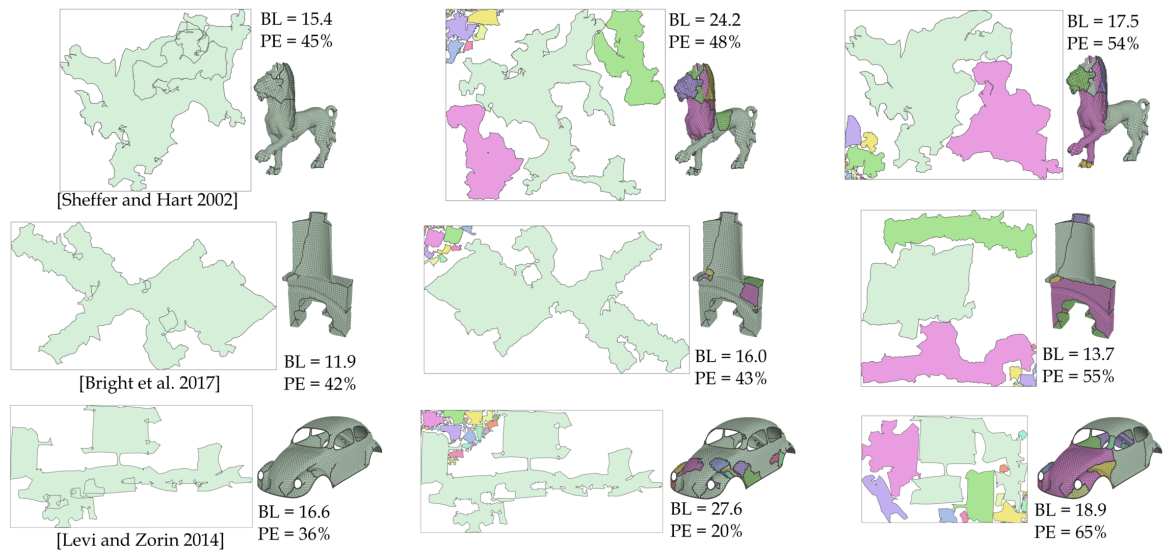 BL = 15.4
PE = 45%
BL = 24.2
PE = 48%
BL = 17.5
PE = 54%
[Sheffer and Hart 2002]
BL = 11.9
PE = 42%
BL = 16.0
PE = 43%
BL = 13.7
PE = 55%
[Bright et al. 2017]
BL = 16.6
PE = 36%
BL = 27.6
PE = 20%
BL = 18.9
PE = 65%
[Levi and Zorin 2014]